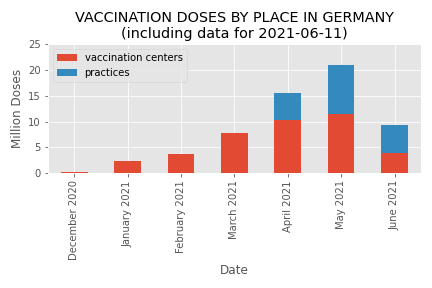 VACCINATION DOSES BY PLACE IN GERMANY
(including data for 2021-06-11)
Million Doses
25
20
15
10
5
0
vaccination centers
practices
December 2020
January 2021
February 2021
March 2021
April 2021
May 2021
June 2021
Date